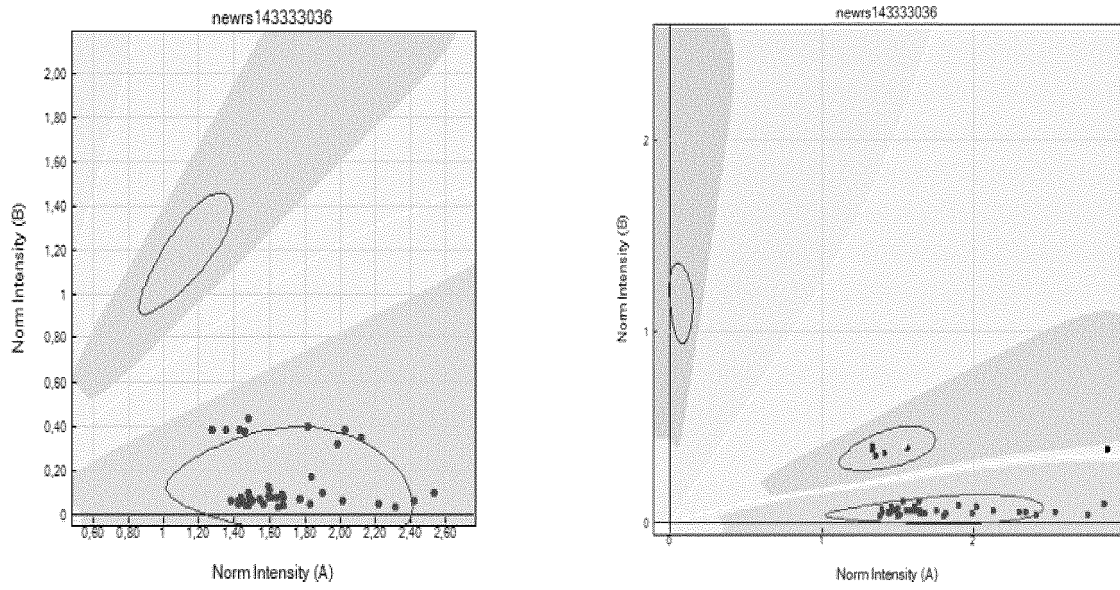 newrs143333036
2,00
1,80
1,60
1,40
1,20
1
0,80
0,60
0,40
0,20
0
0,60 0,80 1 1,20 1,40 1,60 1,80 2,00 2,20 2,40 2,60
Norm Intensity (B)
Norm Intensity (A)
newrs143333036
2
1
0
0 1 2
Norm Intensity (B)
Norm Intensity (A)